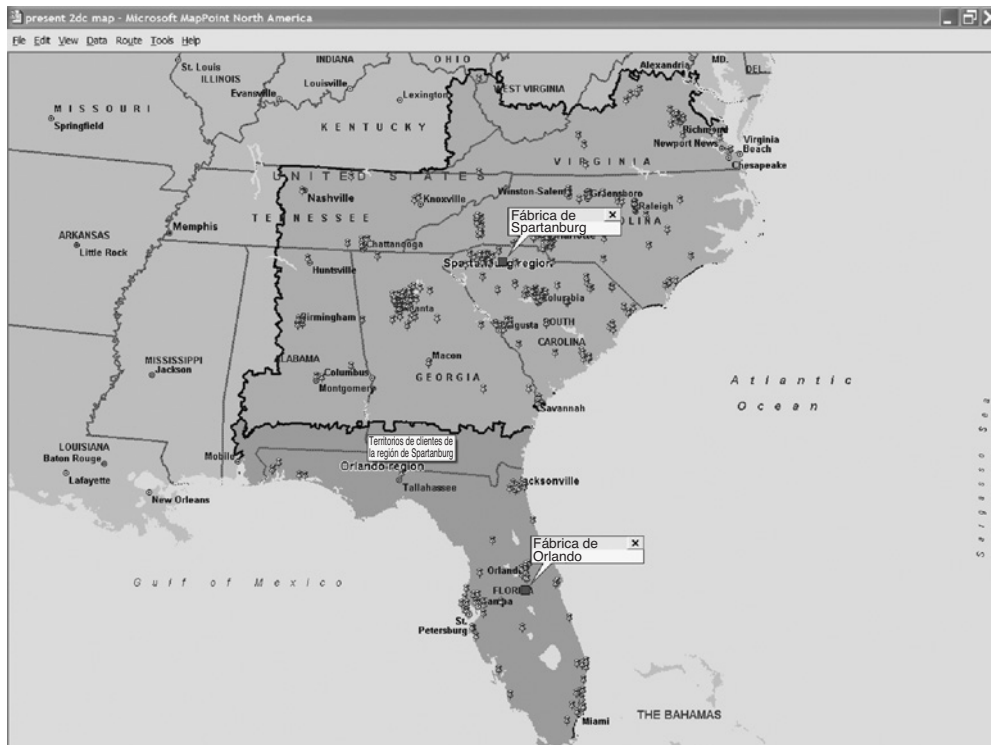 present 2dc map - Microsoft MapPoint North America
File Edit View Data Route Tools Help
St. Louis
ILLINOIS
INDIANA
OHIO
Alexandria
MD.
DEL.
Louisville
Evansville
Lexington
WEST VIRGINIA
MISSOURI
Springfield
KENTUCKY
Richmond
Newport News
Virginia
Beach
Chesapeake
VIRGINIA
UNITED STATES
Nashville
Knoxville
Winston-Salem
Greensboro
Raleigh
TENNESSEE
Memphis
Fábrica de
Spartanburg
ARKANSAS
Little Rock
Chattanooga
Huntsville
region
Columbia
Birmingham
SOUTH
CAROLINA
MISSISSIPPI
Jackson
Macon
Columbus
Montgomery
GEORGIA
Savannah
Atlantic
Ocean
Sargasso Sea
LOUISIANA
Baton Rouge
Lafayette
Mobile
New Orleans
Territorios de clientes de
la región de Spartanburg
Orlando region
Tallahassee
Fábrica de
Orlando
Gulf of Mexico
St.
Petersburg
Miami
THE BAHAMAS